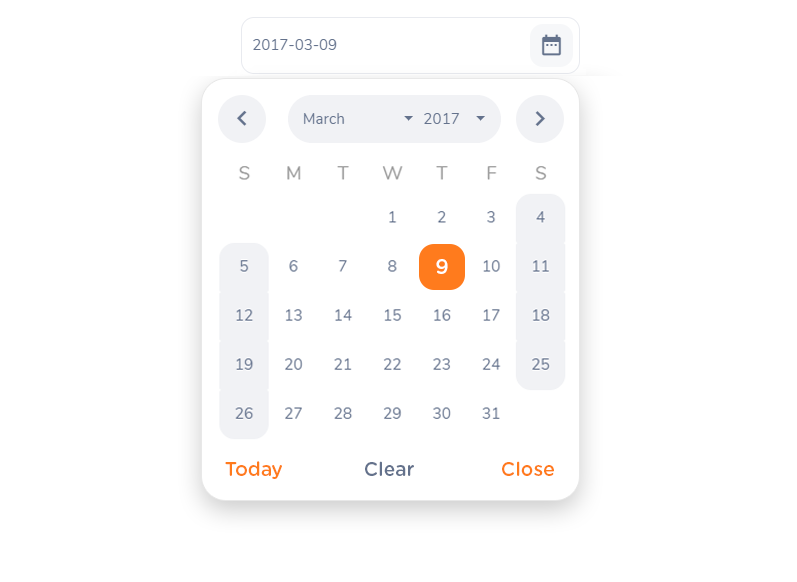 2017-03-09
March 2017
S M T W T F S
1 2 3 4
5 6 7 8 9 10 11
12 13 14 15 16 17 18
19 20 21 22 23 24 25
26 27 28 29 30 31
Today Clear Close